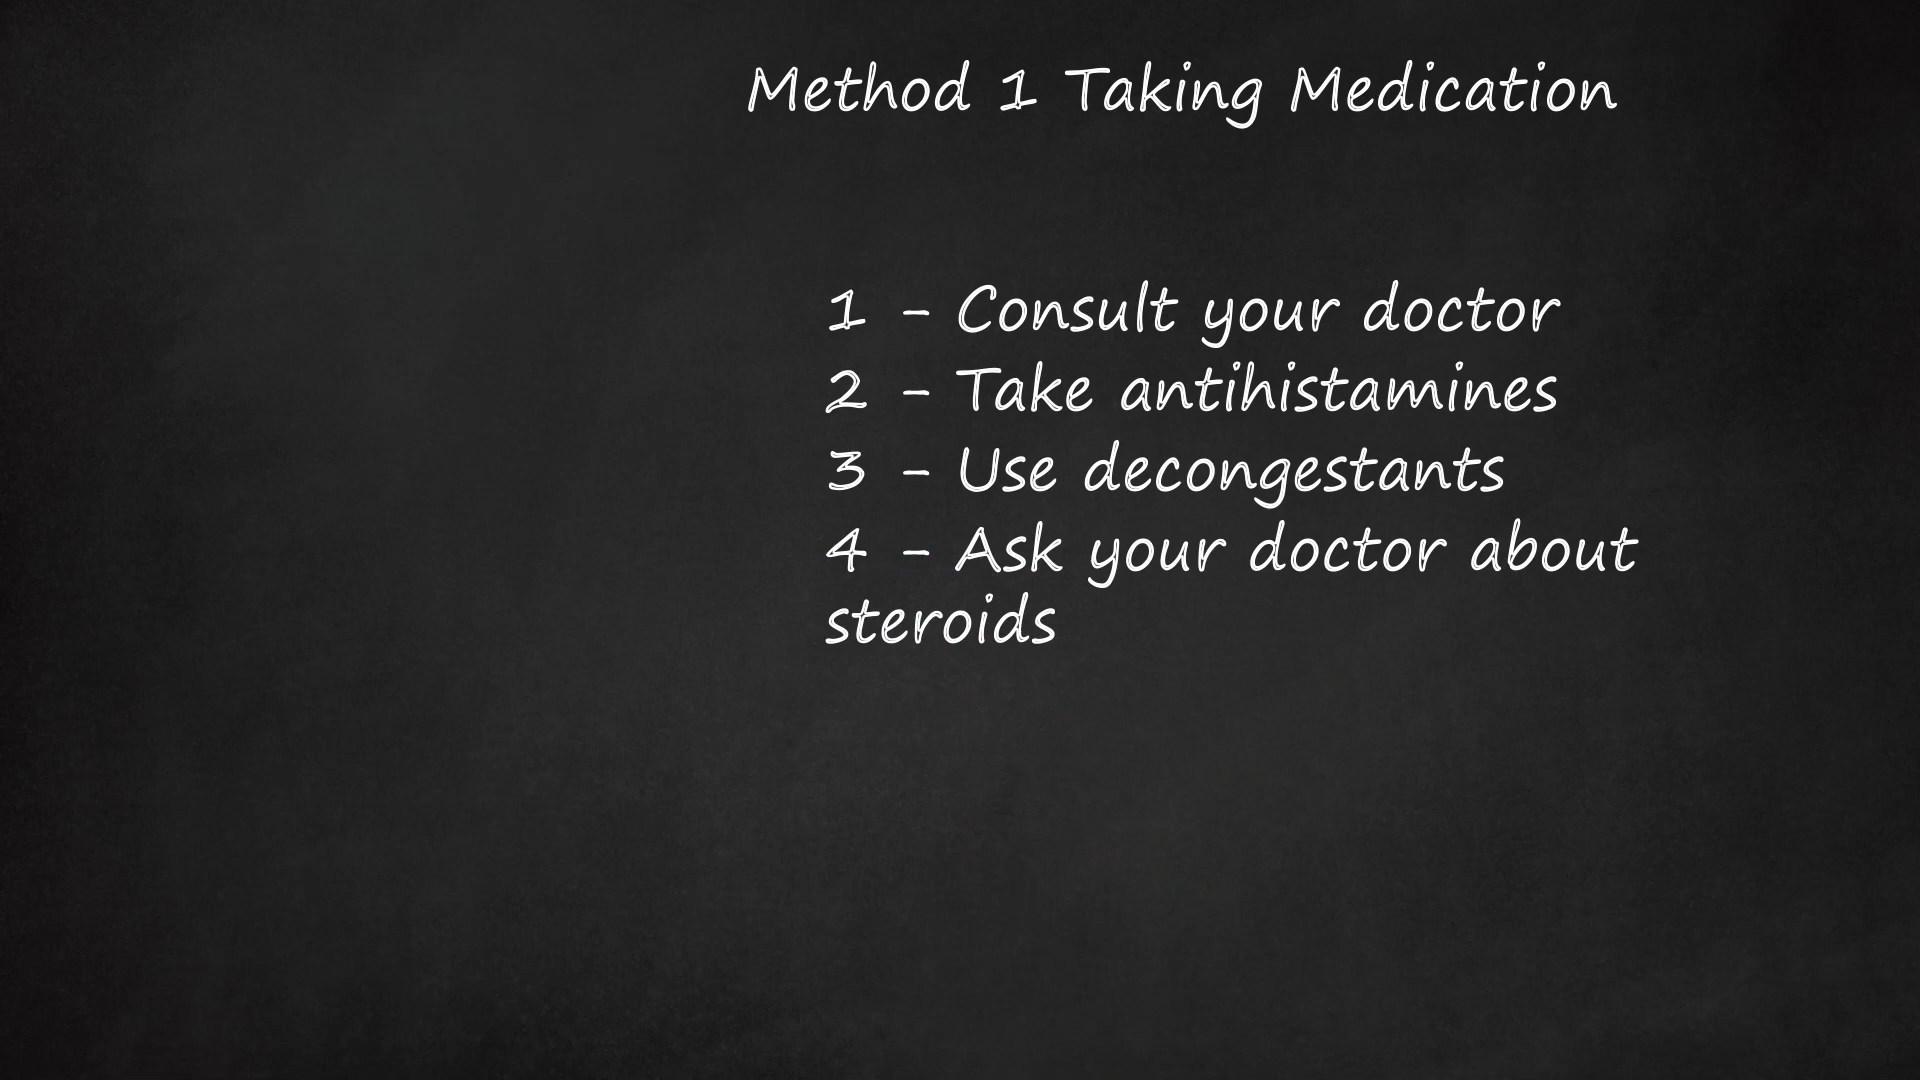 Method 1 Taking Medication
1 - Consult your doctor
2 - Take antihistamines
3 - Use decongestants
4 - Ask your doctor about
steroids